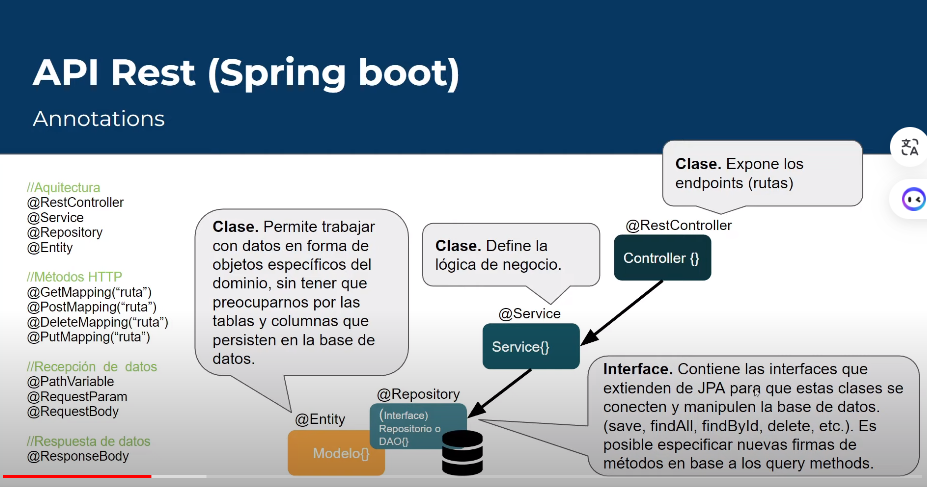 API Rest (Spring boot)
Annotations
//Aquitectura
@RestController
@Service
@Repository
@Entity
//Métodos HTTP
@GetMapping(“ruta”)
@PostMapping(“ruta”)
@DeleteMapping(“ruta”)
@PutMapping(“ruta”)
//Recepción de datos
@PathVariable
@RequestParam
@RequestBody
//Respuesta de datos
@ResponseBody
Clase. Permite trabajar
con datos en forma de
objetos específicos del
dominio, sin tener que
preocuparnos por las
tablas y columnas que
persisten en la base de
datos.
@Entity
Modelo{}
Clase. Define la
lógica de negocio.
@Service
Service{}
@Repository
(Interface)
Repositorio o
DAO{}
Clase. Expone los
endpoints (rutas)
@RestController
Controller {}
Interface. Contiene las interfaces que
extienden de JPA para que estas clases se
conecten y manipulen la base de datos.
(save, findAll, findById, delete, etc.). Es
posible especificar nuevas firmas de
métodos en base a los query methods.
文A